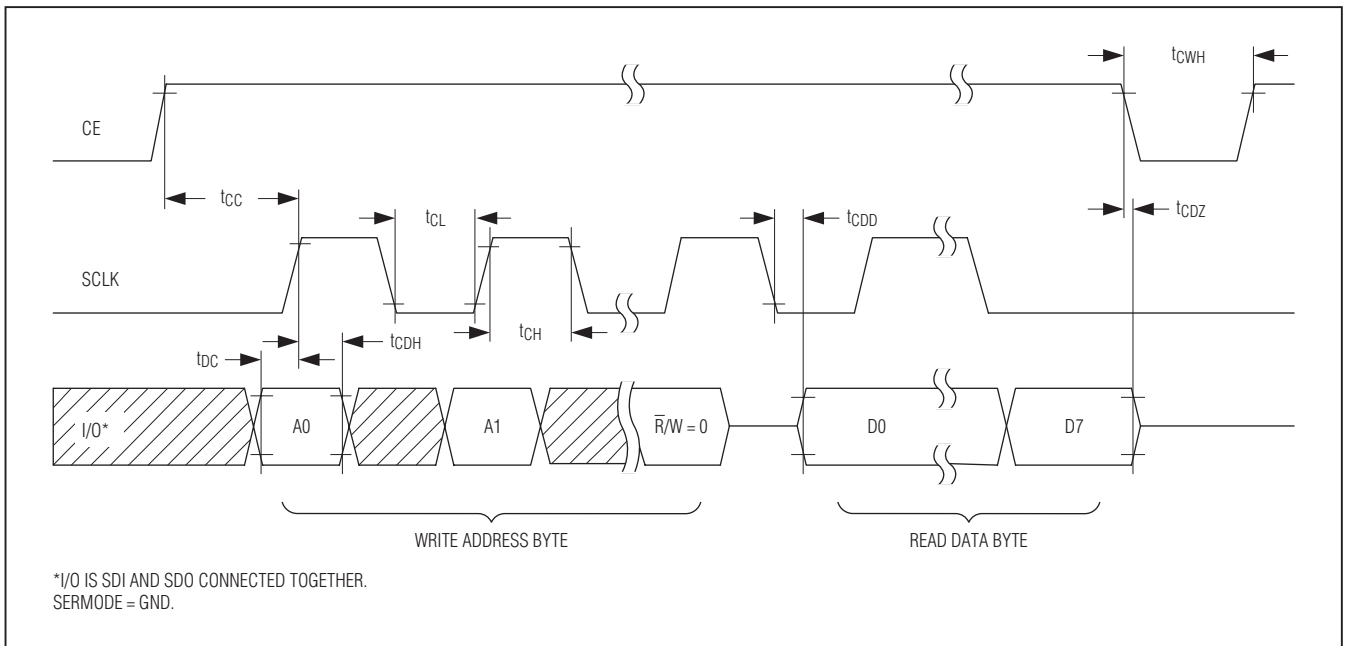 tCWH
CE
tCC
tCL
tCDD
tCDZ
SCLK
tDC
tCDH
tCH
I/O*
A0
A1
R̅/W = 0
D0
D7
WRITE ADDRESS BYTE
READ DATA BYTE
*I/O IS SDI AND SDO CONNECTED TOGETHER.
SERMODE = GND.